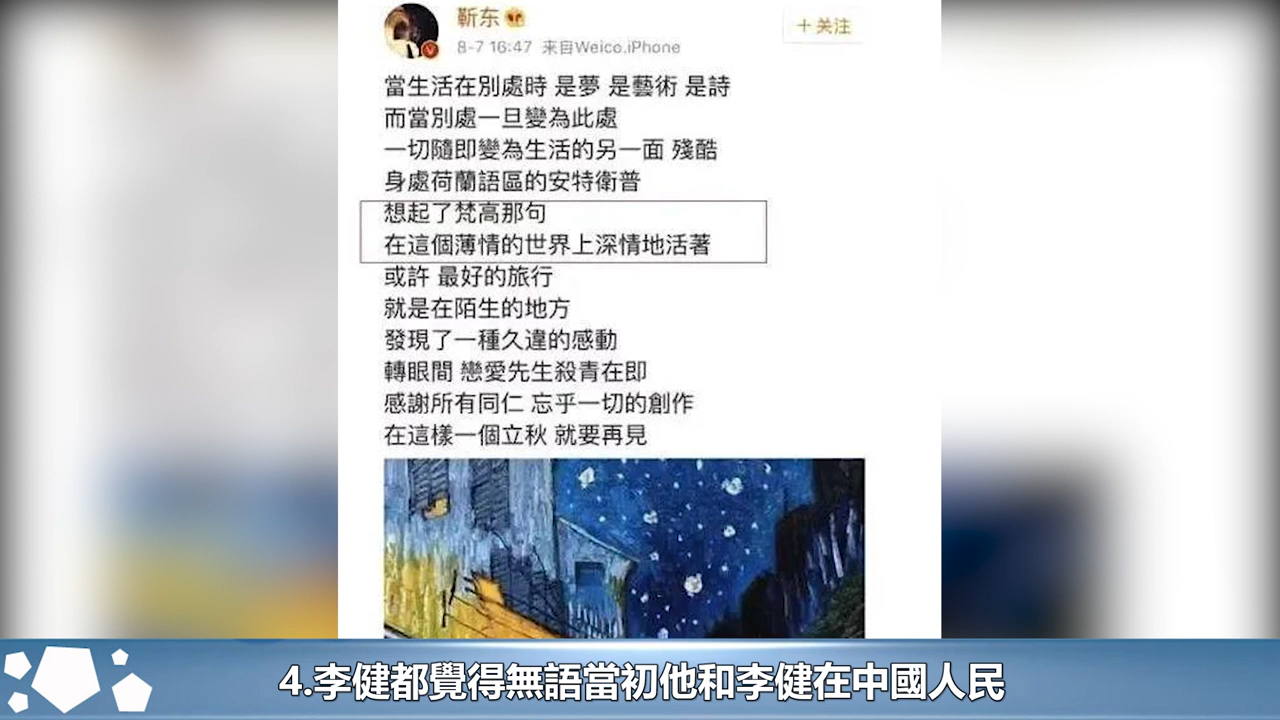 靳东
＋关注
8-7 16:47 来自Weico.iPhone
當生活在別處時 是夢 是藝術 是詩
而當別處一旦變為此處
一切隨即變為生活的另一面 殘酷
身處荷蘭語區的安特衛普
想起了梵高那句
在這個薄情的世界上深情地活著
或許 最好的旅行
就是在陌生的地方
發現了一種久違的感動
轉眼間 戀愛先生殺青在即
感謝所有同仁 忘乎一切的創作
在這樣一個立秋 就要再見
4.李健都覺得無語當初他和李健在中國人民